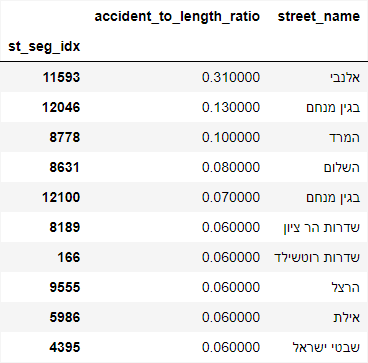 accident_to_length_ratio street_name
st_seg_idx
11593 0.310000 אלנבי
12046 0.130000 בגין מנחם
8778 0.100000 המרד
8631 0.080000 השלום
12100 0.070000 בגין מנחם
8189 0.060000 שדרות הר ציון
166 0.060000 שדרות רוטשילד
9555 0.060000 הרצל
5986 0.060000 אילת
4395 0.060000 שבטי ישראל